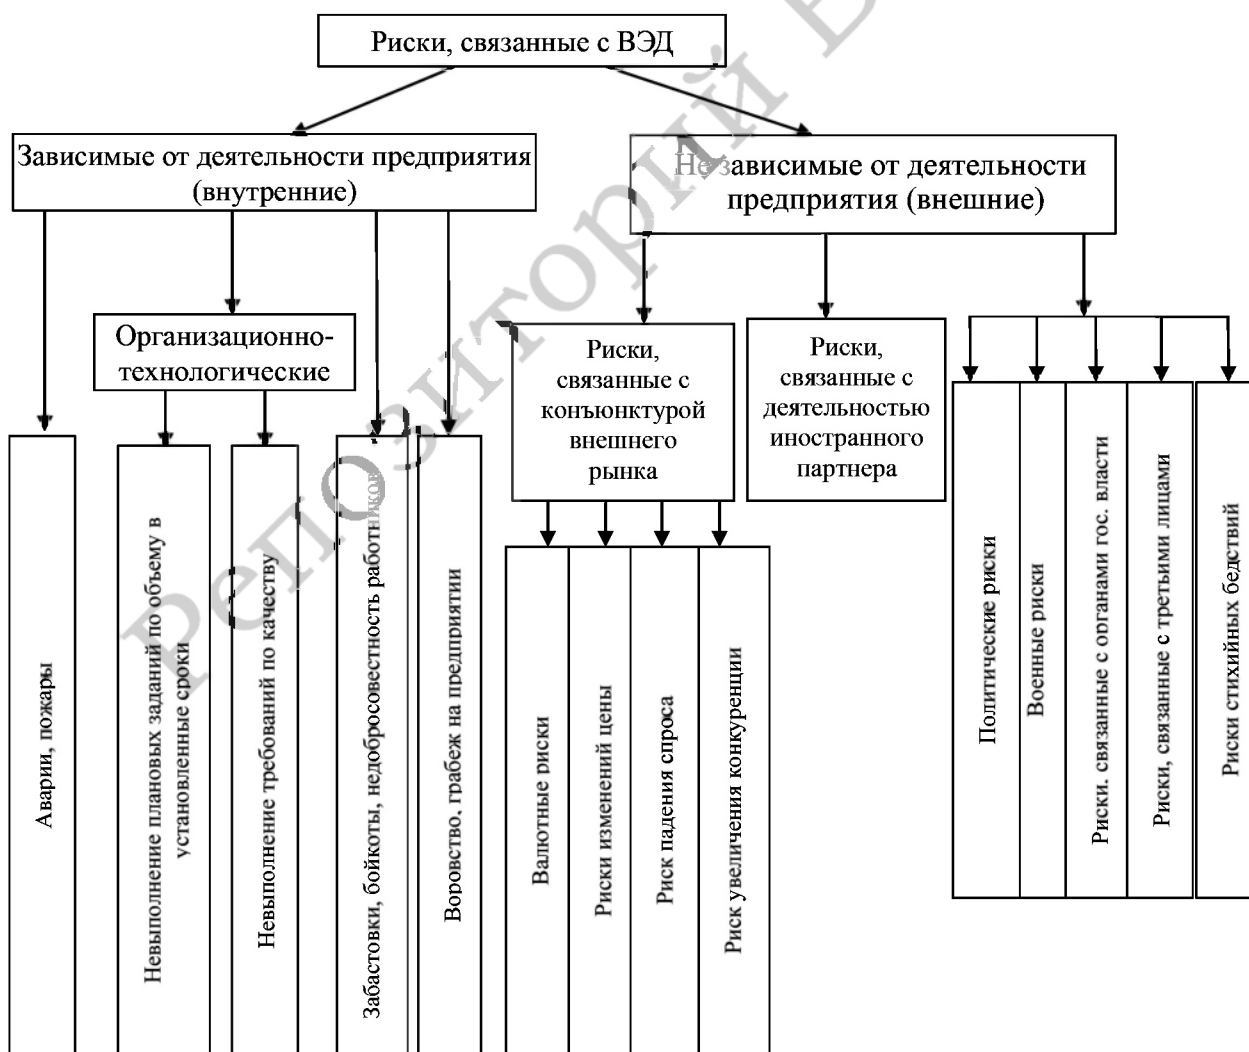 Риски, связанные с ВЭД
Зависимые от деятельности предприятия
(внутренние)
Не зависимые от деятельности
предприятия (внешние)
Организационно-
технологические
Риски,
связанные с
конъюнктурой
внешнего
рынка
Риски,
связанные с
деятельностью
иностранного
партнера
Аварии, пожары
Невыполнение плановых заданий по объему в
установленные сроки
Невыполнение требований по качеству
Забастовки, бойкоты, недобросовестность работников
Воровство, грабеж на предприятии
Валютные риски
Риски изменений цены
Риск падения спроса
Риск увеличения конкуренции
Политические риски
Военные риски
Риски. связанные с органами гос. власти
Риски, связанные с третьими лицами
Риски стихийных бедствий
Репозиторий